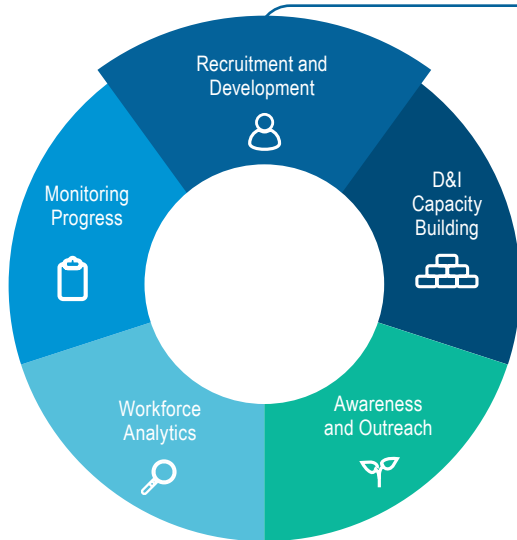 Recruitment and
Development
D&I
Capacity
Building
Awareness
and Outreach
Workforce
Analytics
Monitoring
Progress